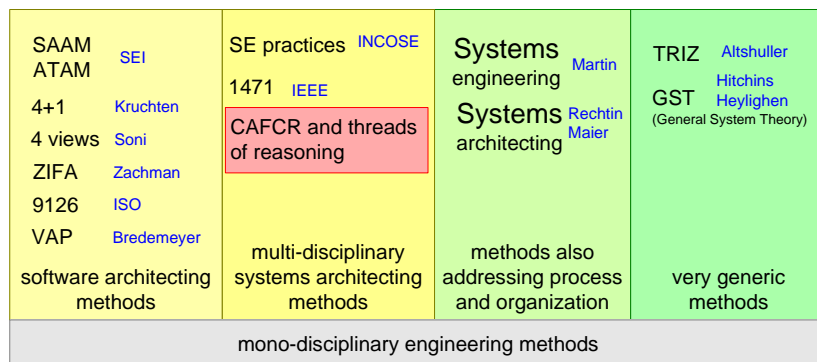 SAAM
ATAM SEI
4+1 Kruchten
4 views Soni
ZIFA Zachman
9126 ISO
VAP Bredemeyer
software architecting
methods
SE practices INCOSE
1471 IEEE
CAFCR and threads
of reasoning
multi-disciplinary
systems architecting
methods
Systems
engineering Martin
Systems Rechtin
architecting Maier
methods also
addressing process
and organization
TRIZ Altshuller
GST Hitchins
Heylighen
(General System Theory)
very generic
methods
mono-disciplinary engineering methods